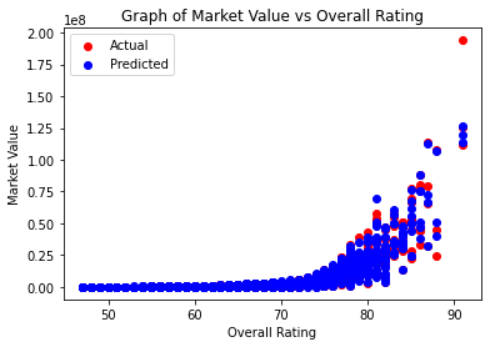 Graph of Market Value vs Overall Rating
1e8
2.00
1.75
1.50
1.25
1.00
0.75
0.50
0.25
0.00
Market Value
Actual
Predicted
50 60 70 80 90
Overall Rating